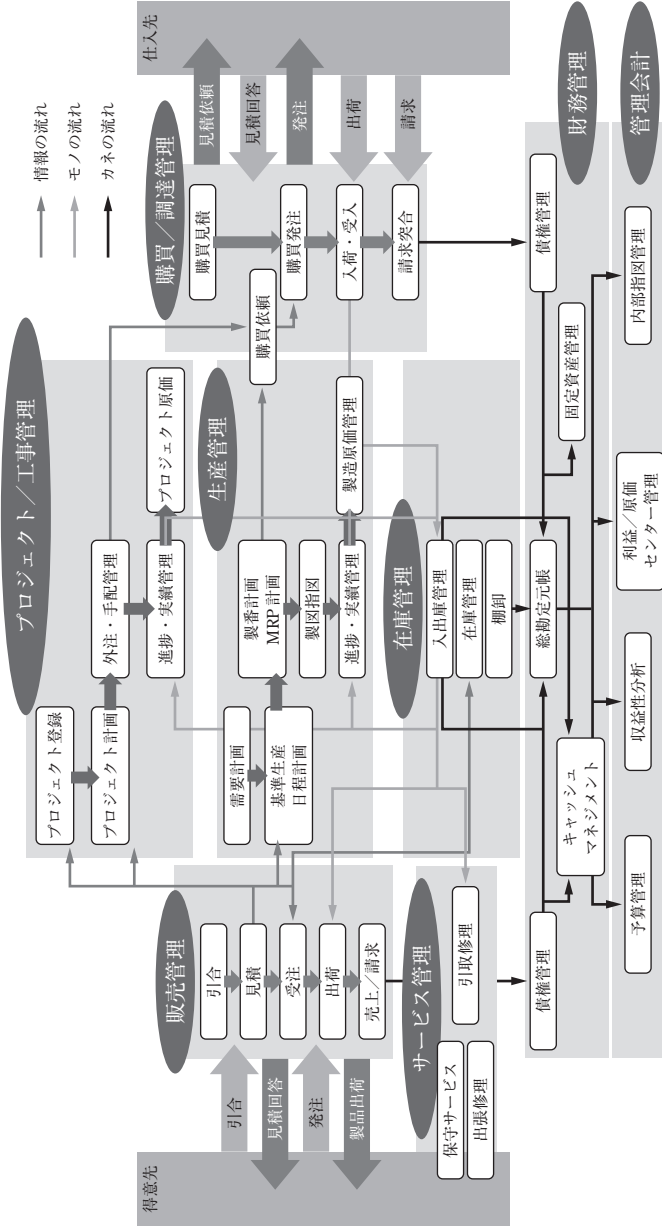 情報の流れ
モノの流れ
カネの流れ
得意先
引合
見積回答
発注
製品出荷
販売管理
引合
見積
受注
出荷
売上/請求
サービス管理
保守サービス
出張修理
引取修理
プロジェクト/工事管理
プロジェクト登録
プロジェクト計画
外注・手配管理
進捗・実績管理
プロジェクト原価
生産管理
需要計画
基準生産
日程計画
製番計画
MRP計画
製図指図
進捗・実績管理
製造原価管理
在庫管理
入出庫管理
在庫管理
棚卸
購買/調達管理
購買見積
購買依頼
購買発注
入荷・受入
請求突合
仕入先
見積依頼
見積回答
発注
出荷
請求
財務管理
債権管理
キャッシュ
マネジメント
総勘定元帳
固定資産管理
債権管理
管理会計
予算管理
収益性分析
利益/原価
センター管理
内部指図管理